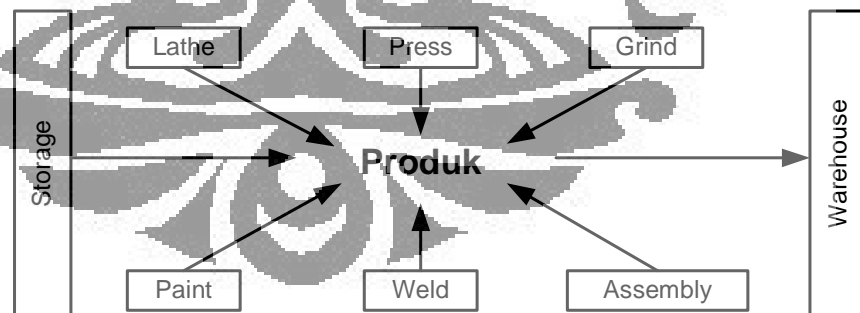 Lathe
Press
Grind
Storage
Produk
Warehouse
Paint
Weld
Assembly